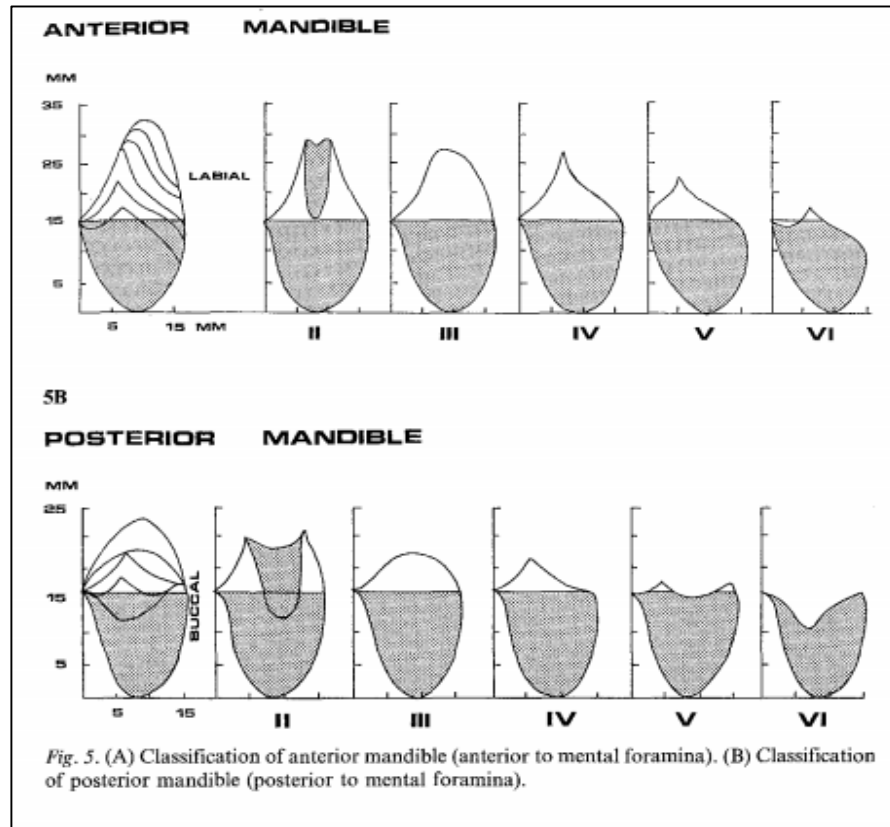 ANTERIOR MANDIBLE
MM
35
25
15
5
LABIAL
5 15 MM
II III IV V VI
5B
POSTERIOR MANDIBLE
MM
25
15
5
BUCCAL
5 15
II III IV V VI
Fig. 5. (A) Classification of anterior mandible (anterior to mental foramina). (B) Classification
of posterior mandible (posterior to mental foramina).